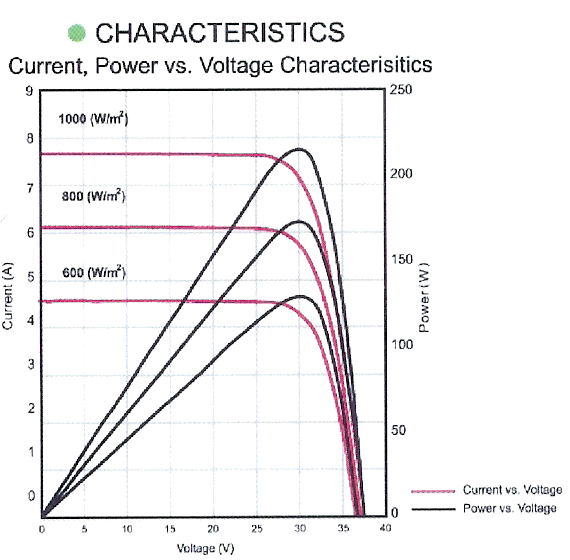 CHARACTERISTICS
Current, Power vs. Voltage Characterisitics
9
250
1000 (W/m²)
8
200
7
800 (W/m²)
6
150
5
600 (W/m²)
4
100
3
2
50
1
0
0
Current (A)
Power (W)
0 5 10 15 20 25 30 35 40
Voltage (V)
Current vs. Voltage
Power vs. Voltage